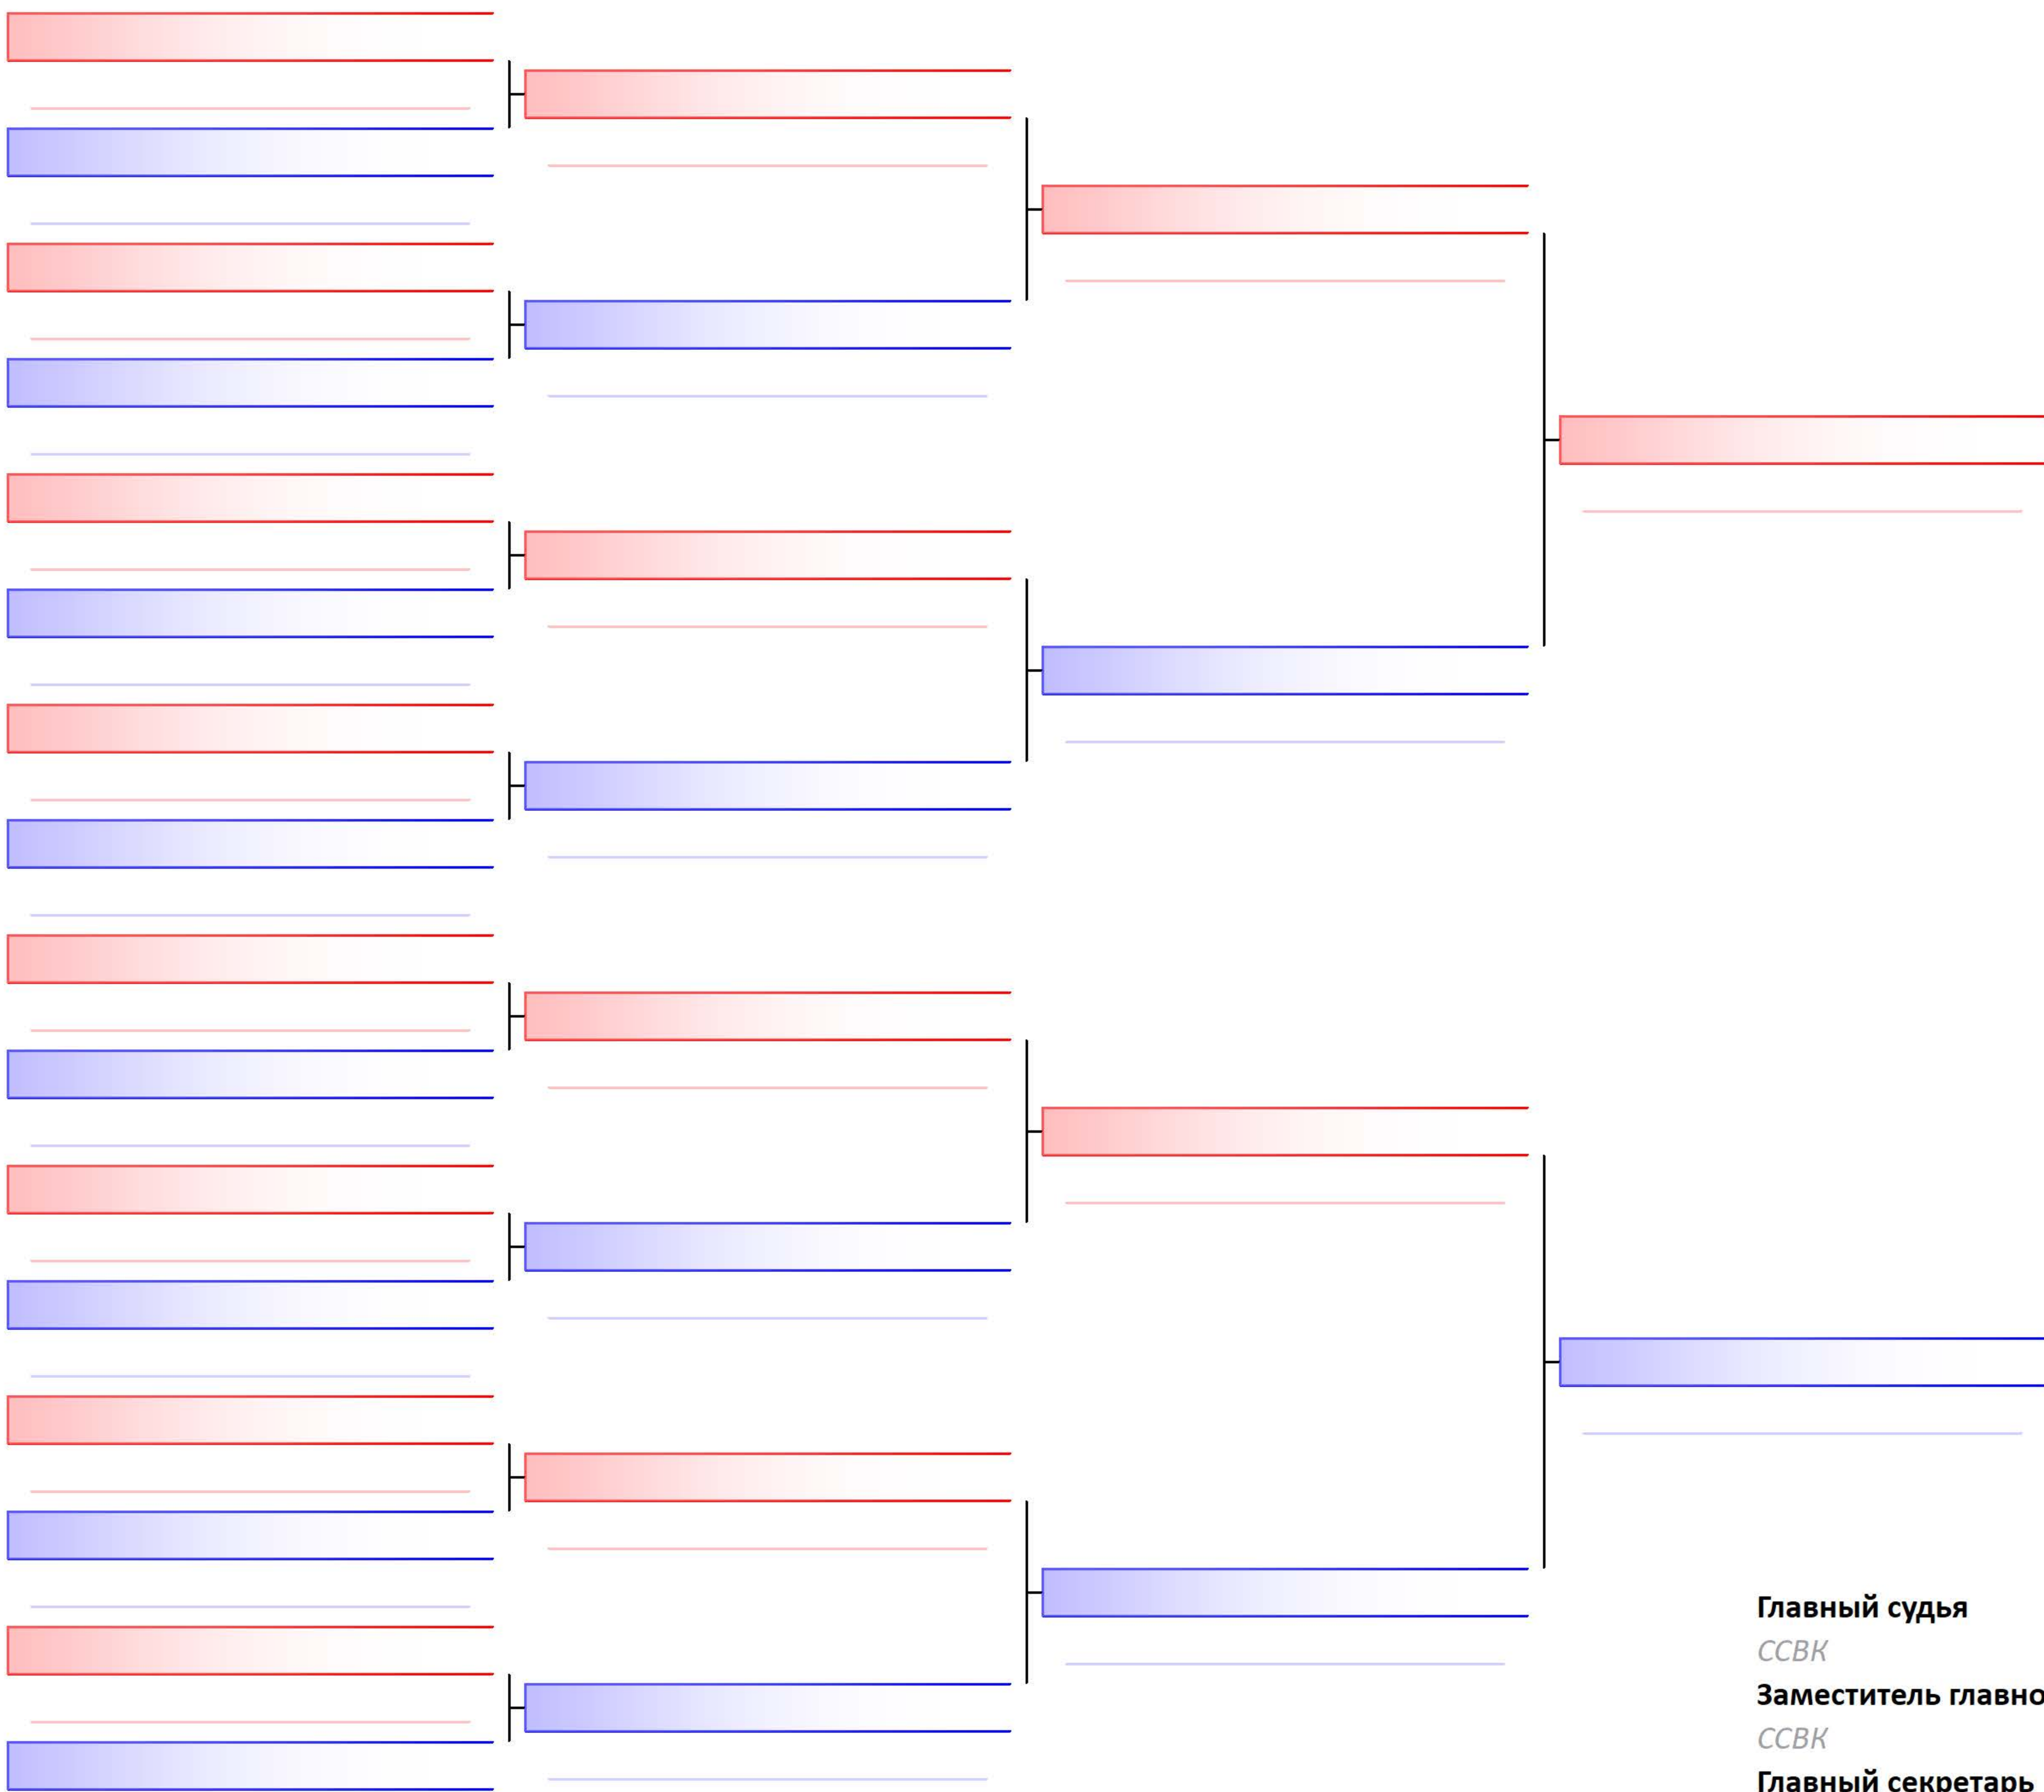 Главный судья
ССВК
Заместитель главно
ССВК
Главный секретарь